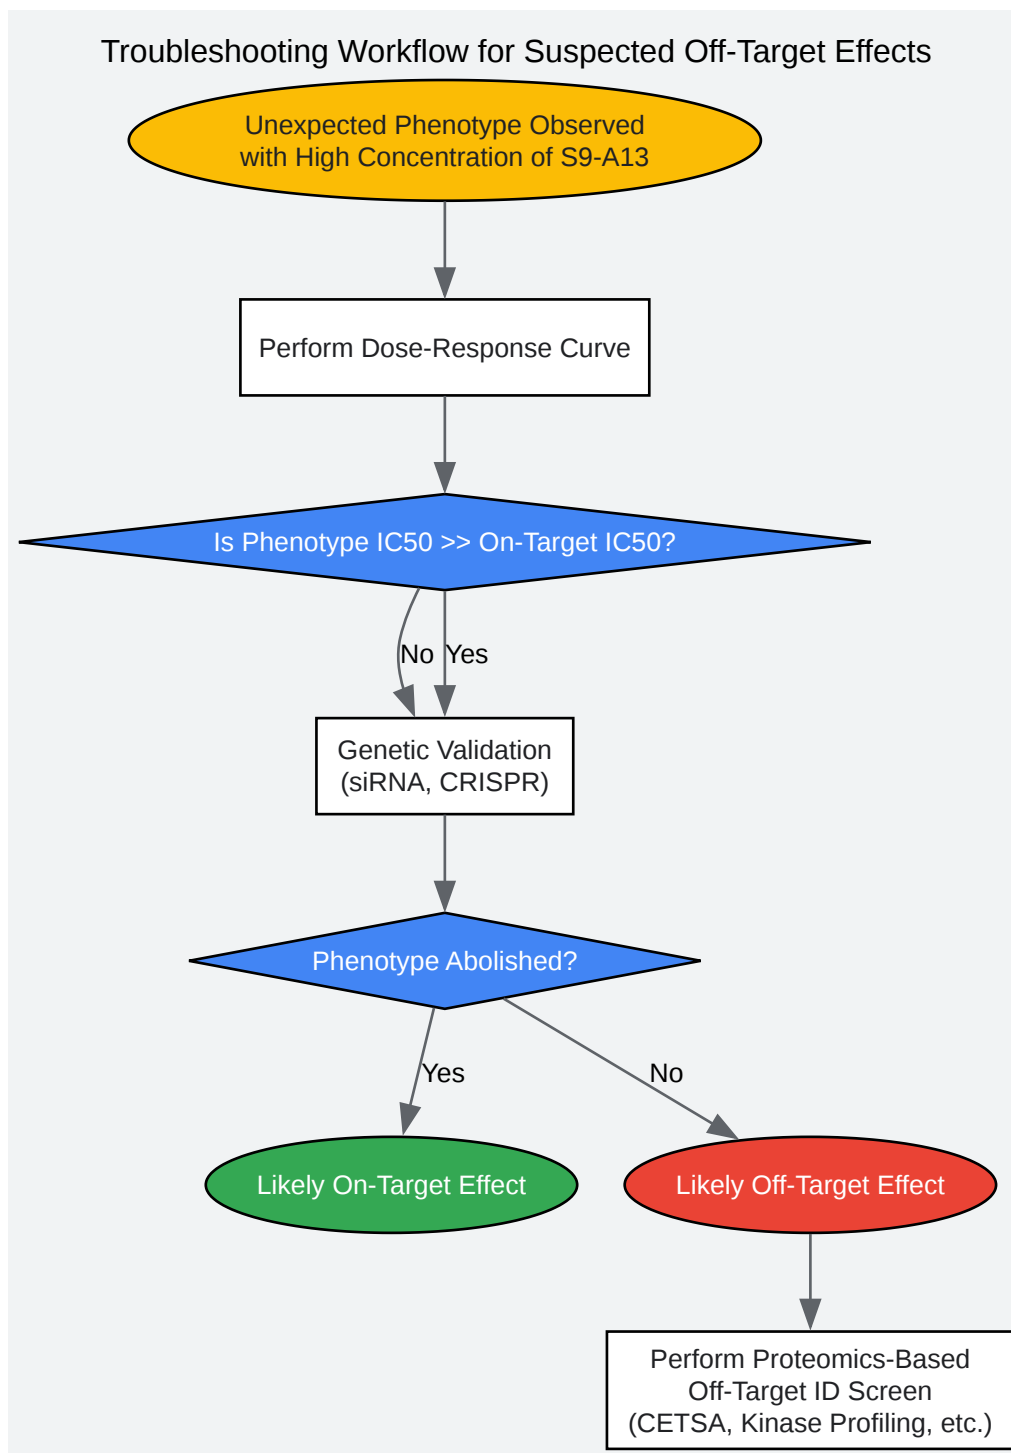 Troubleshooting Workflow for Suspected Off-Target Effects
Unexpected Phenotype Observed
with High Concentration of S9-A13
Perform Dose-Response Curve
Is Phenotype IC50 >> On-Target IC50?
No
Yes
Genetic Validation
(siRNA, CRISPR)
Phenotype Abolished?
Yes
No
Likely On-Target Effect
Likely Off-Target Effect
Perform Proteomics-Based
Off-Target ID Screen
(CETSA, Kinase Profiling, etc.)